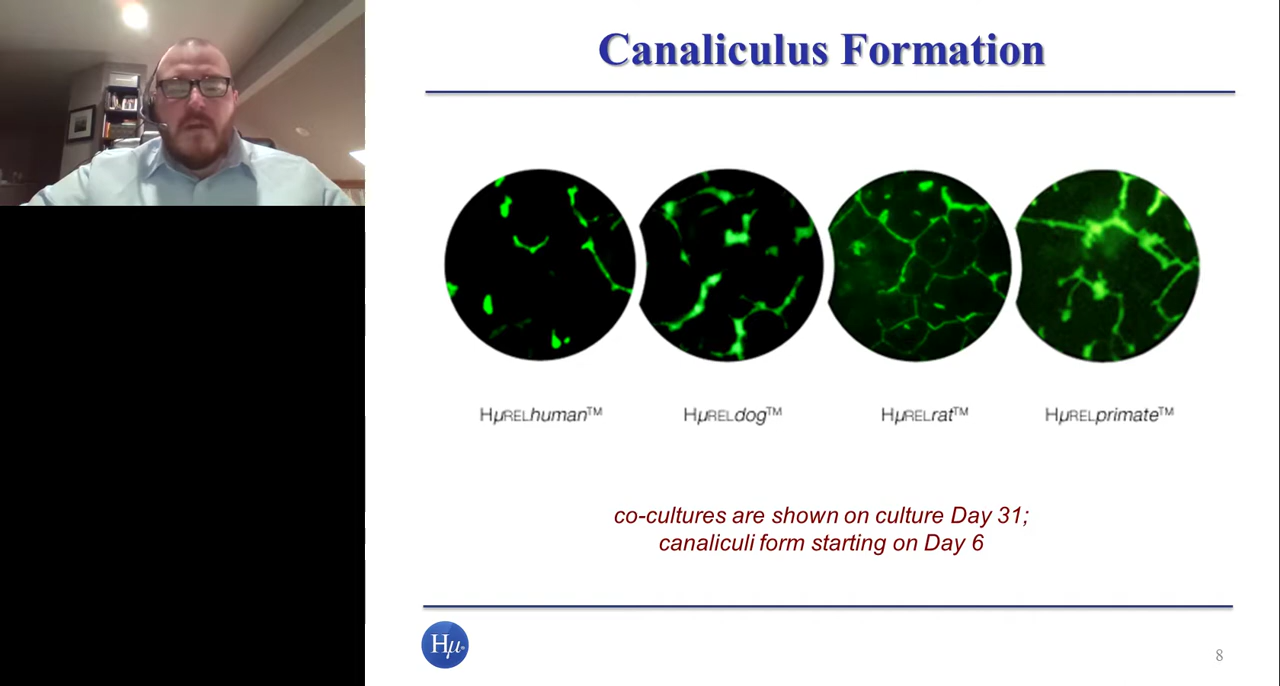 Canaliculus Formation
HμRELhuman™
HμRELdog™
HμRELrat™
HμRELprimate™
co-cultures are shown on culture Day 31;
canaliculi form starting on Day 6
Hμ
8